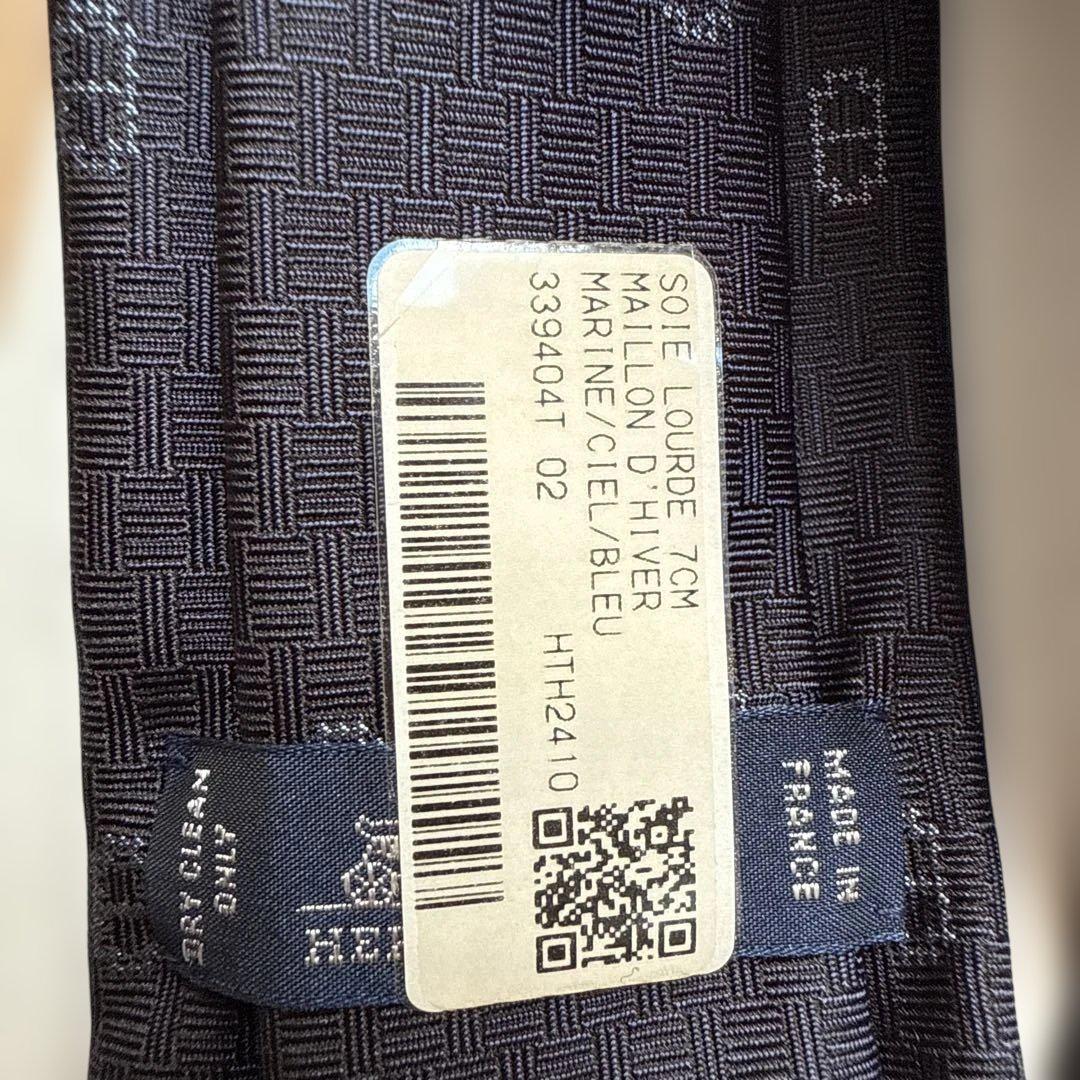 SOIE LOURDE 7CM
MAILLON D'HIVER
MARINE/CIEL/BLEU
339404T 02 HTH2410
DRY CLEAN
ONLY
MADE IN
FRANCE